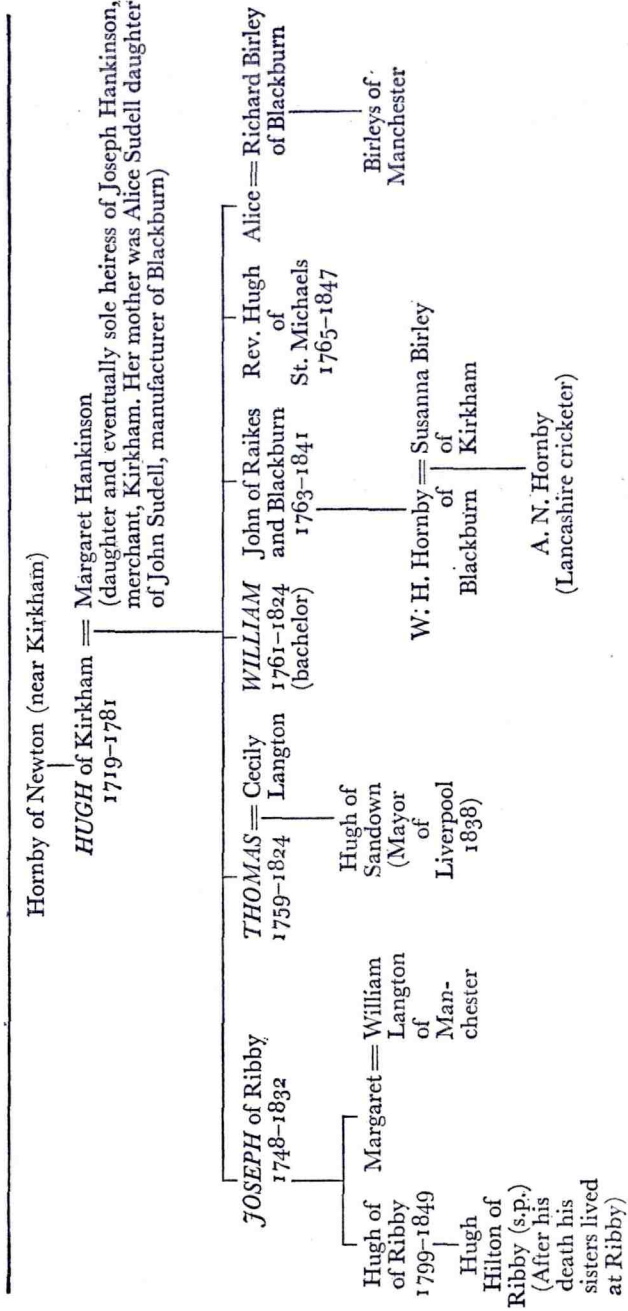 Hornby of Newton (near Kirkham)
HUGH of Kirkham == Margaret Hankinson
1719–1781
(daughter and eventually sole heiress of Joseph Hankinson,
merchant, Kirkham. Her mother was Alice Sudell daughter
of John Sudell, manufacturer of Blackburn)
JOSEPH of Ribby
1748–1832
THOMAS == Cecily
1759–1824 Langton
WILLIAM
1761–1824
(bachelor)
John of Raikes
and Blackburn
1763–1841
Rev. Hugh
of
St. Michaels
1765–1847
Alice == Richard Birley
of Blackburn
Hugh of
Ribby
1799–1849
Margaret == William
Langton
of
Man-
chester
Hugh of
Sandown
(Mayor
of
Liverpool
1838)
W: H. Hornby == Susanna Birley
of of
Blackburn Kirkham
Birleys of
Manchester
Hugh
Hilton of
Ribby (s.p.)
(After his
death his
sisters lived
at Ribby)
A. N. Hornby
(Lancashire cricketer)